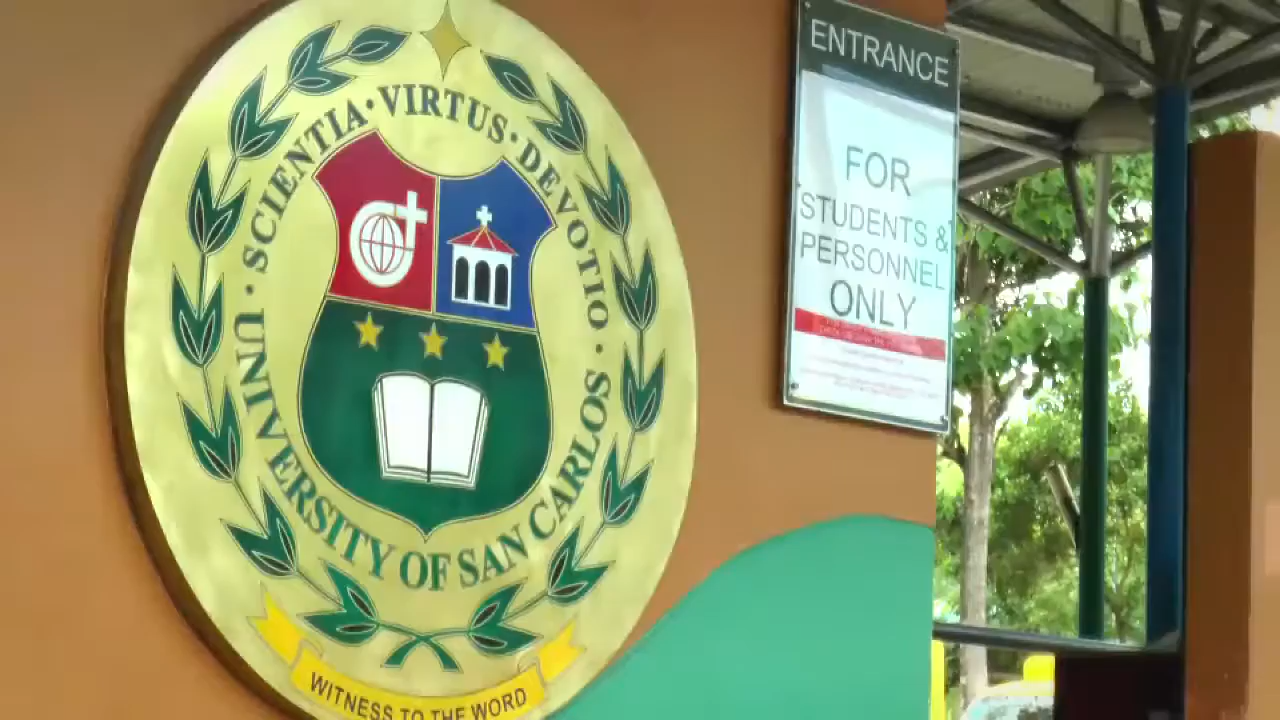 SCIENTIA · VIRTUS · DEVOTIO
· UNIVERSITY OF SAN CARLOS ·
WITNESS TO THE WORD
ENTRANCE
FOR
STUDENTS &
PERSONNEL
ONLY